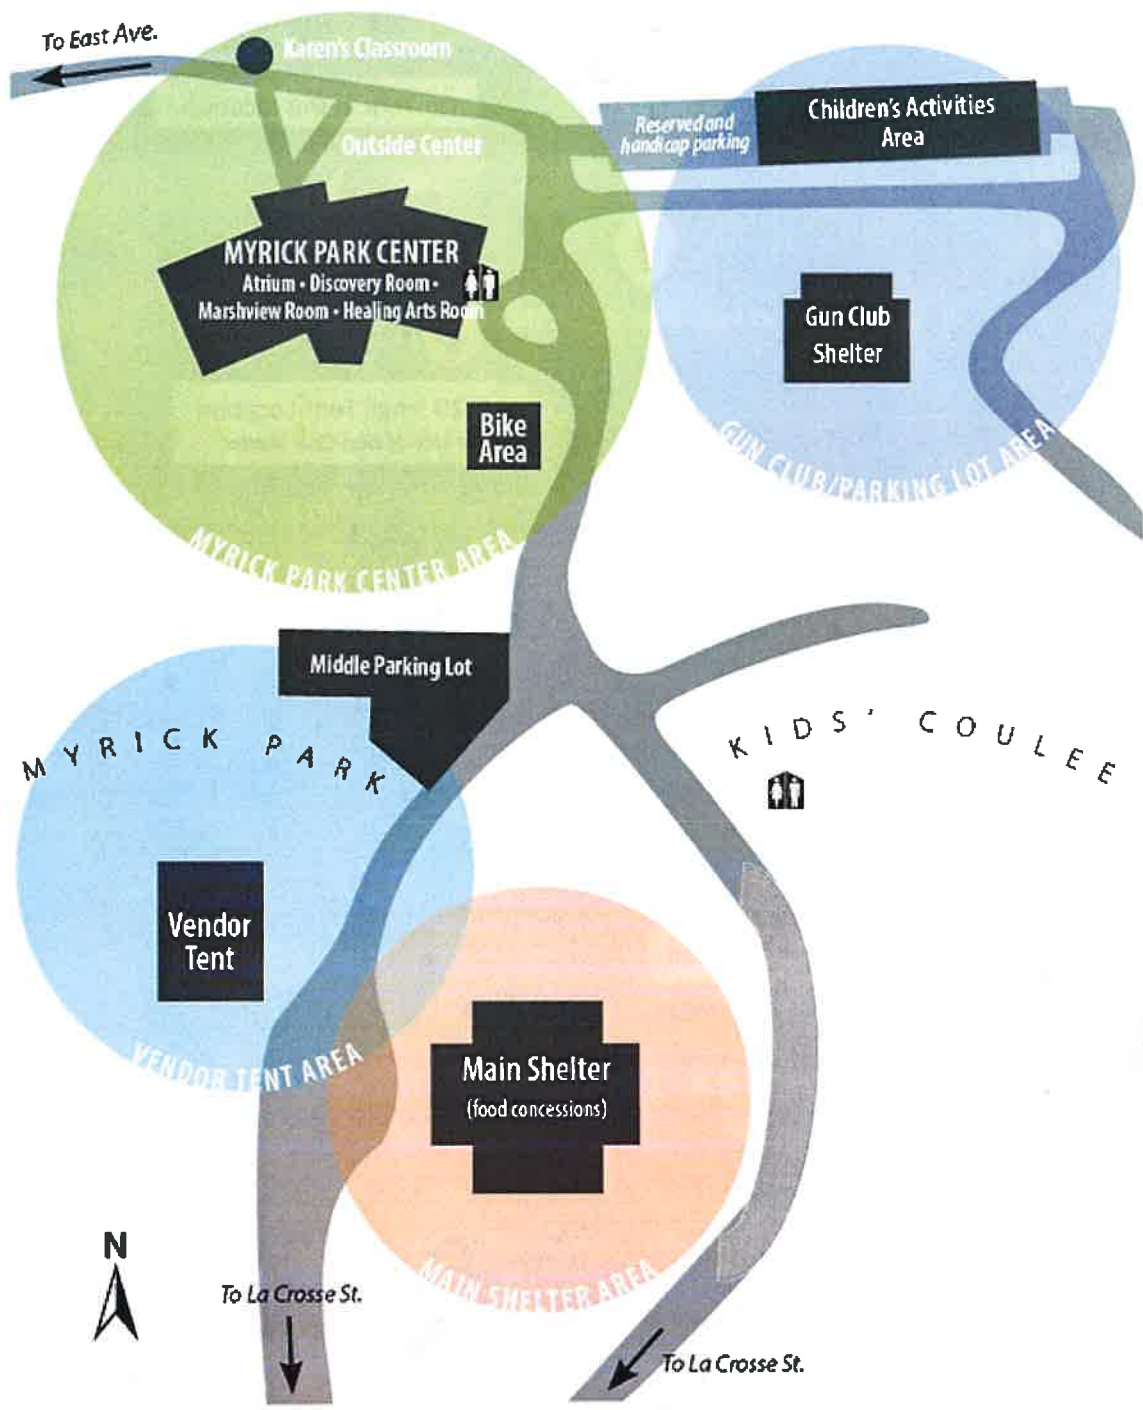 To East Ave.
Karen's Classroom
Outside Center
Reserved and
handicap parking
Children's Activities
Area
MYRICK PARK CENTER
Atrium • Discovery Room •
Marshview Room • Healing Arts Room
Gun Club
Shelter
Bike
Area
GUN CLUB/PARKING LOT AREA
MYRICK PARK CENTER AREA
Middle Parking Lot
MYRICK PARK
KIDS' COULEE
Vendor
Tent
VENDOR TENT AREA
Main Shelter
(food concessions)
MAIN SHELTER AREA
N
To La Crosse St.
To La Crosse St.